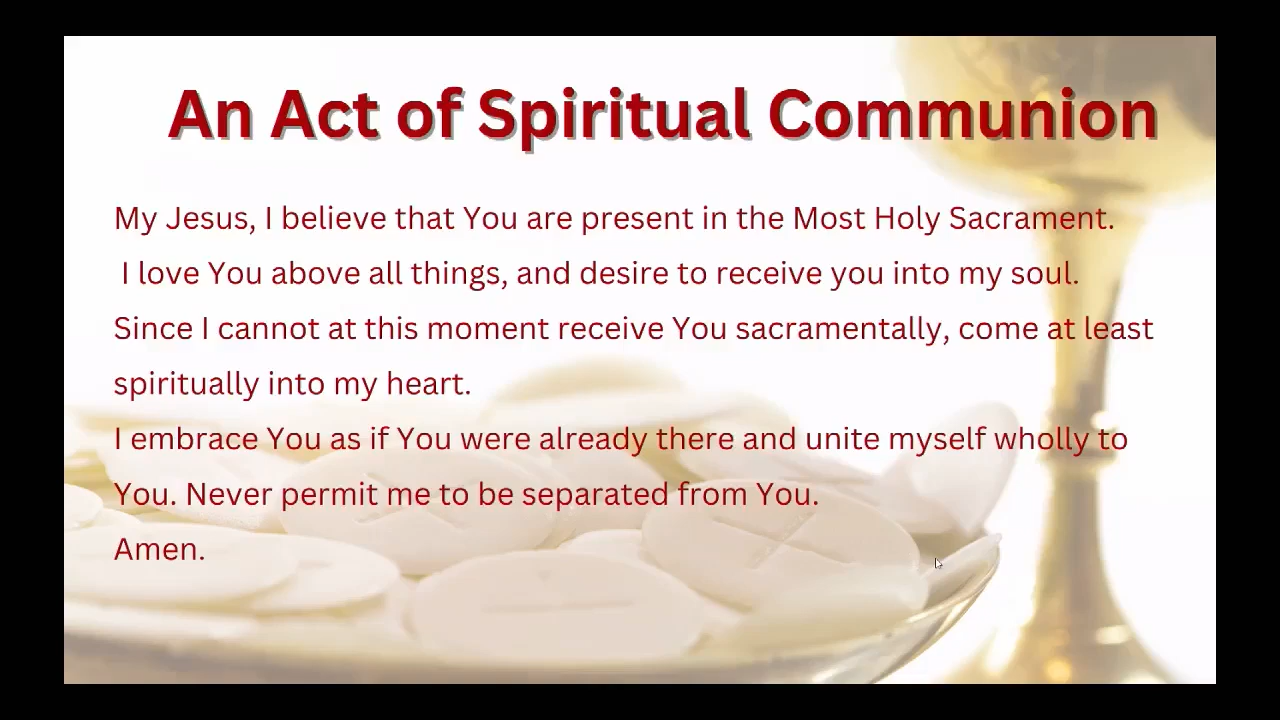 An Act of Spiritual Communion
My Jesus, I believe that You are present in the Most Holy Sacrament.
I love You above all things, and desire to receive you into my soul.
Since I cannot at this moment receive You sacramentally, come at least
spiritually into my heart.
I embrace You as if You were already there and unite myself wholly to
You. Never permit me to be separated from You.
Amen.